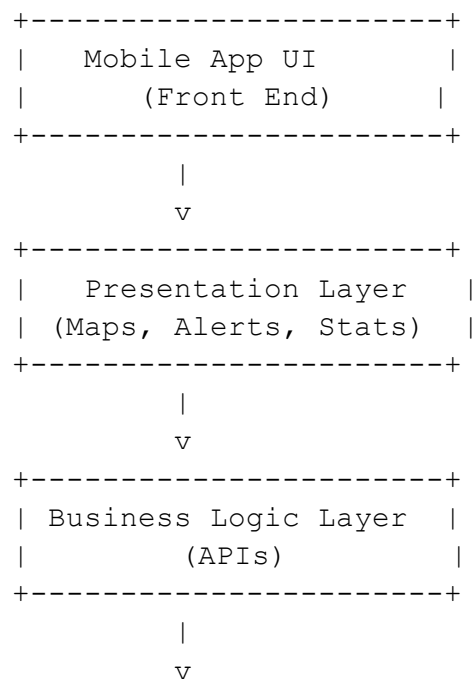 +-----------------------+
|   Mobile App UI       |
|      (Front End)      |
+-----------------------+
         |
         v
+-----------------------+
|   Presentation Layer   |
| (Maps, Alerts, Stats)  |
+-----------------------+
         |
         v
+-----------------------+
| Business Logic Layer  |
|        (APIs)          |
+-----------------------+
         |
         v